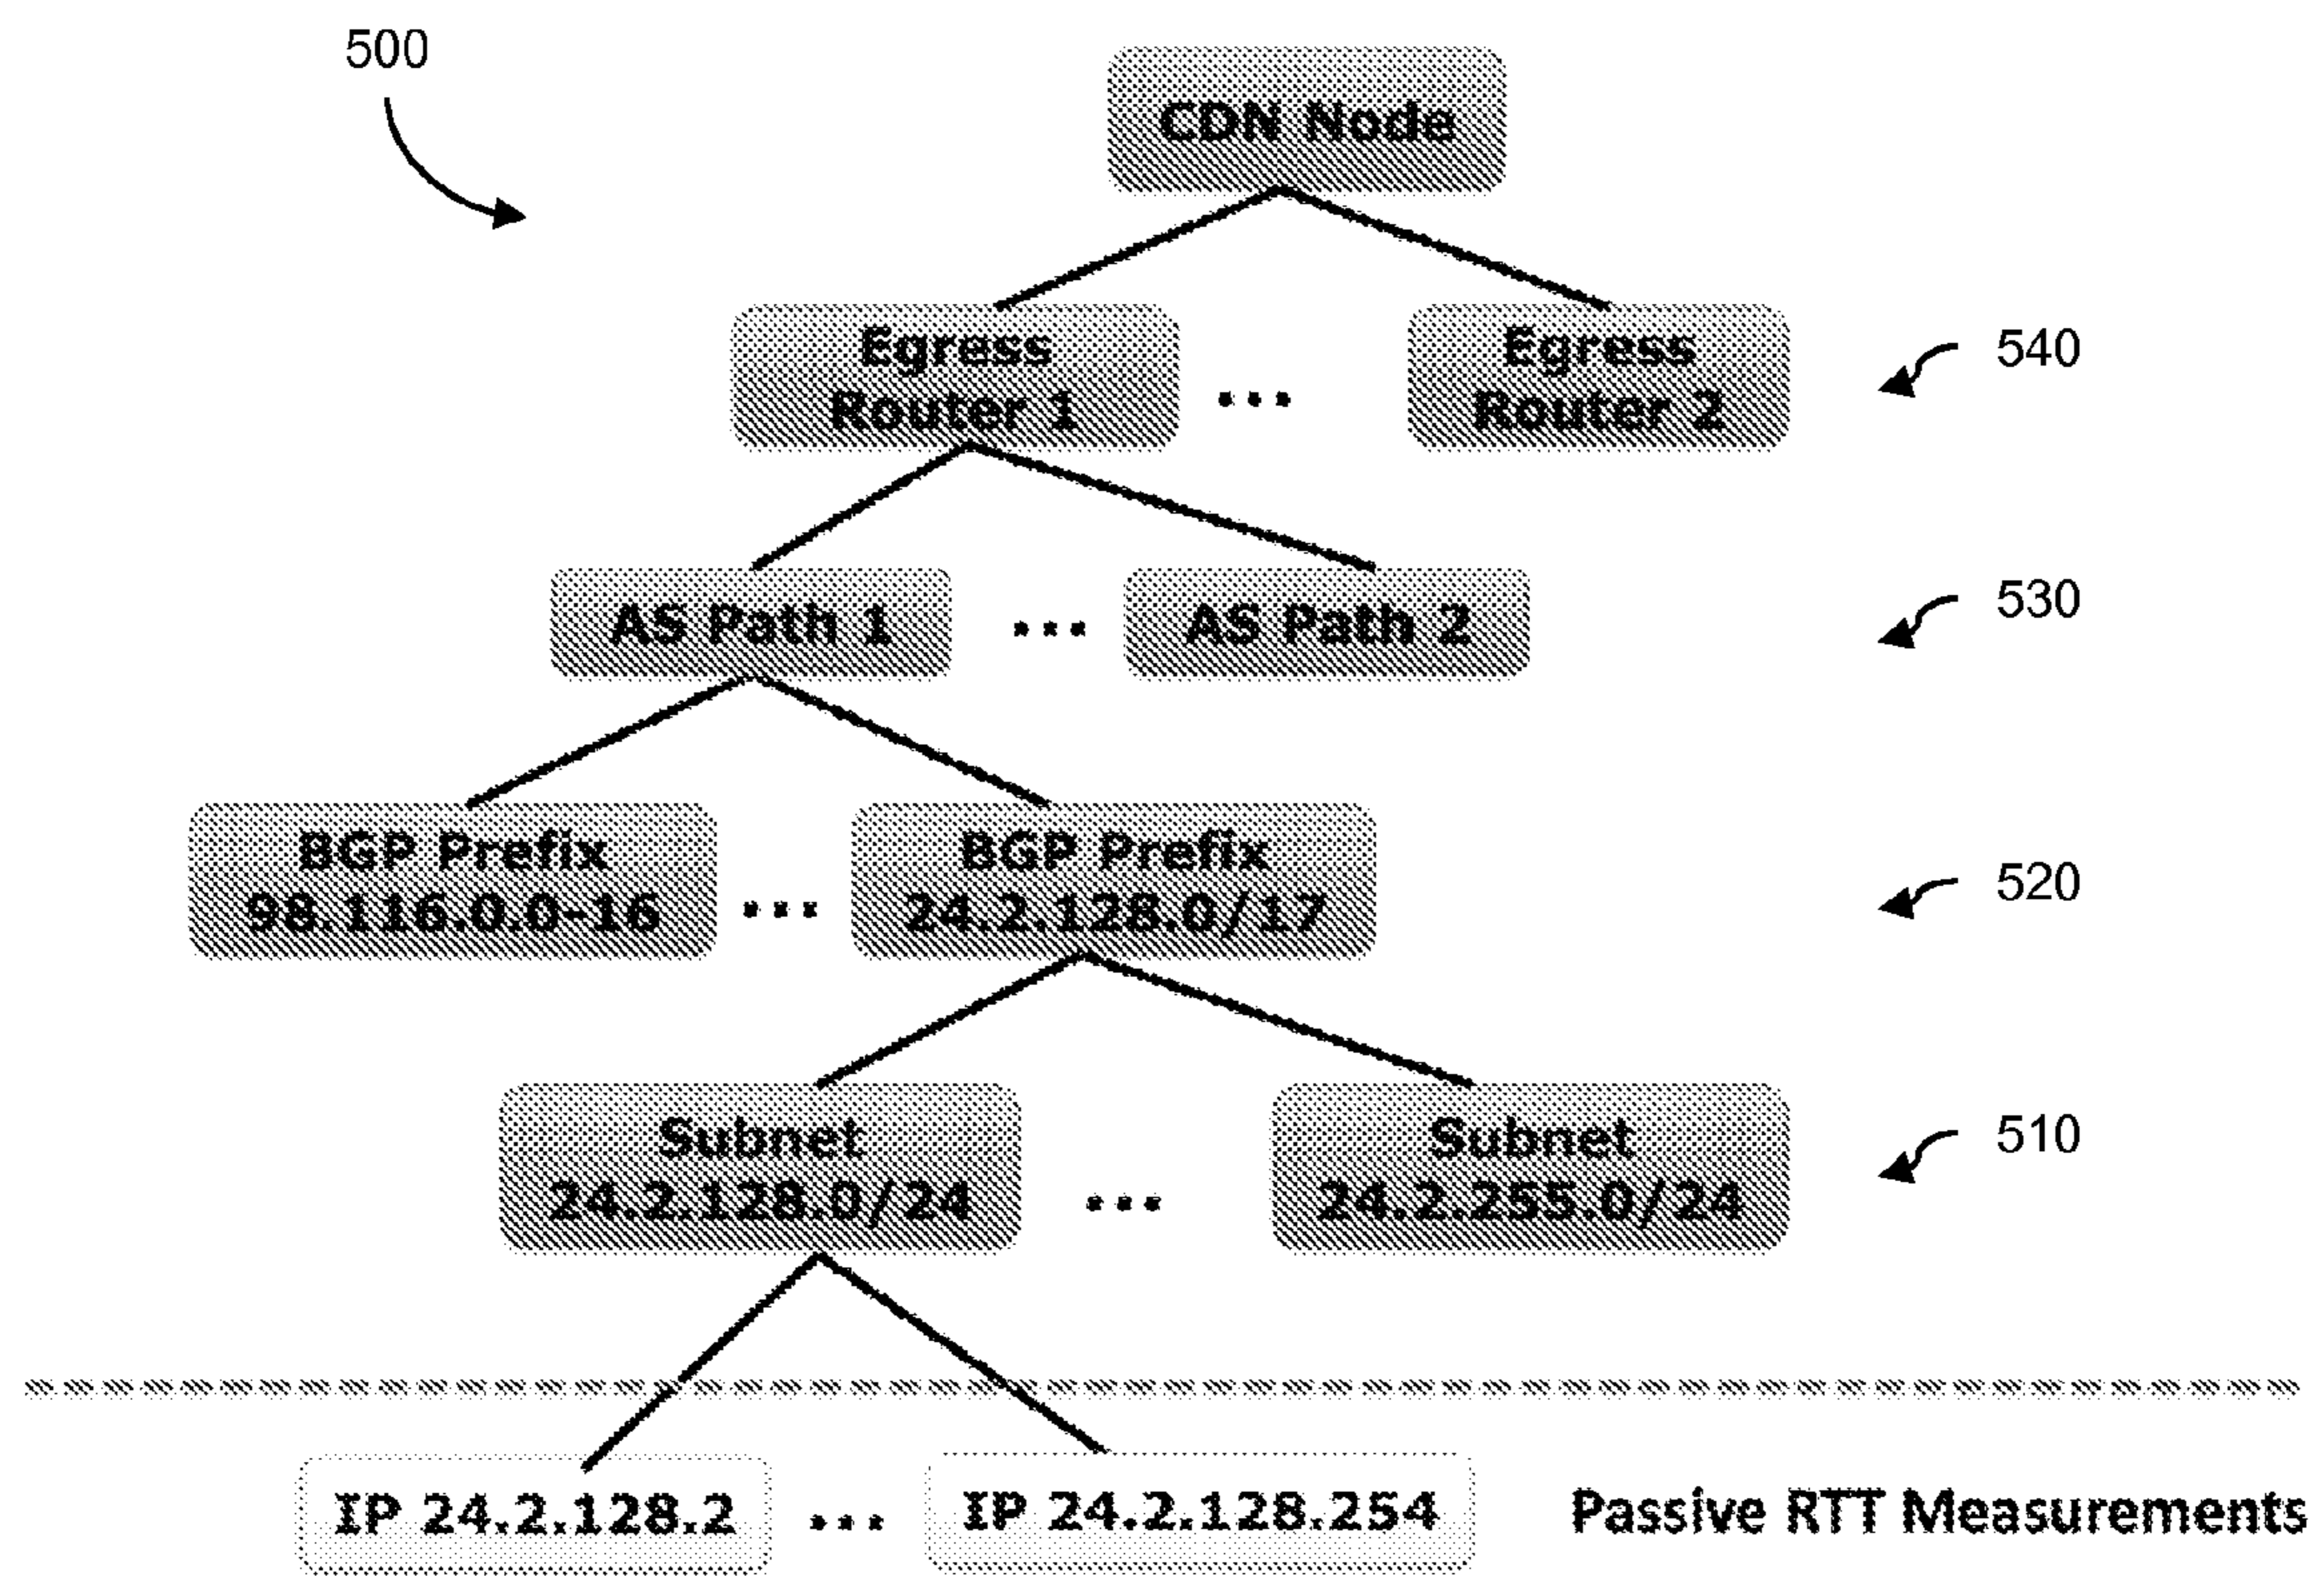 500
CDN Node
Egress
Router 1
...
Egress
Router 2
540
AS Path 1
...
AS Path 2
530
BGP Prefix
98.116.0.0-16
...
BGP Prefix
24.2.128.0/17
520
Subnet
24.2.128.0/24
...
Subnet
24.2.255.0/24
510
IP 24.2.128.2
...
IP 24.2.128.254
Passive RTT Measurements